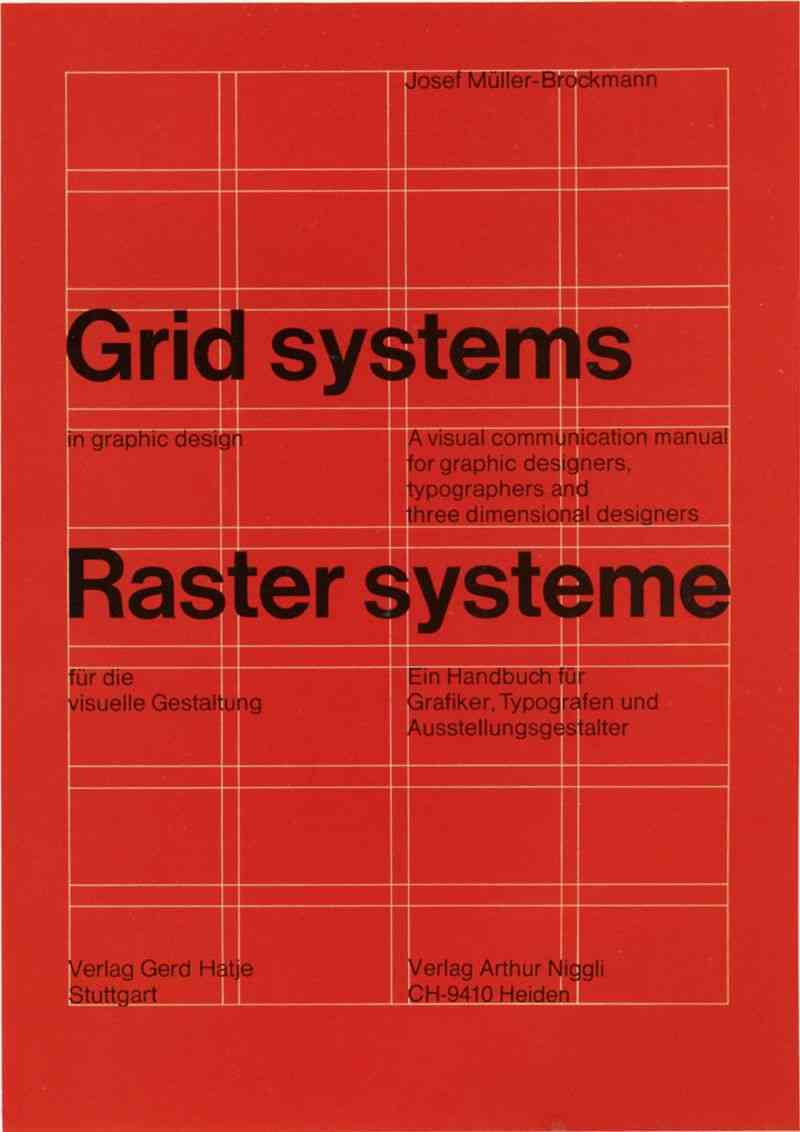 Josef Müller-Brockmann
Grid systems
in graphic design
A visual communication manual
for graphic designers,
typographers and
three dimensional designers
Raster systeme
für die
visuelle Gestaltung
Ein Handbuch für
Grafiker, Typografen und
Ausstellungsgestalter
Verlag Gerd Hatje
Stuttgart
Verlag Arthur Niggli
CH-9410 Heiden